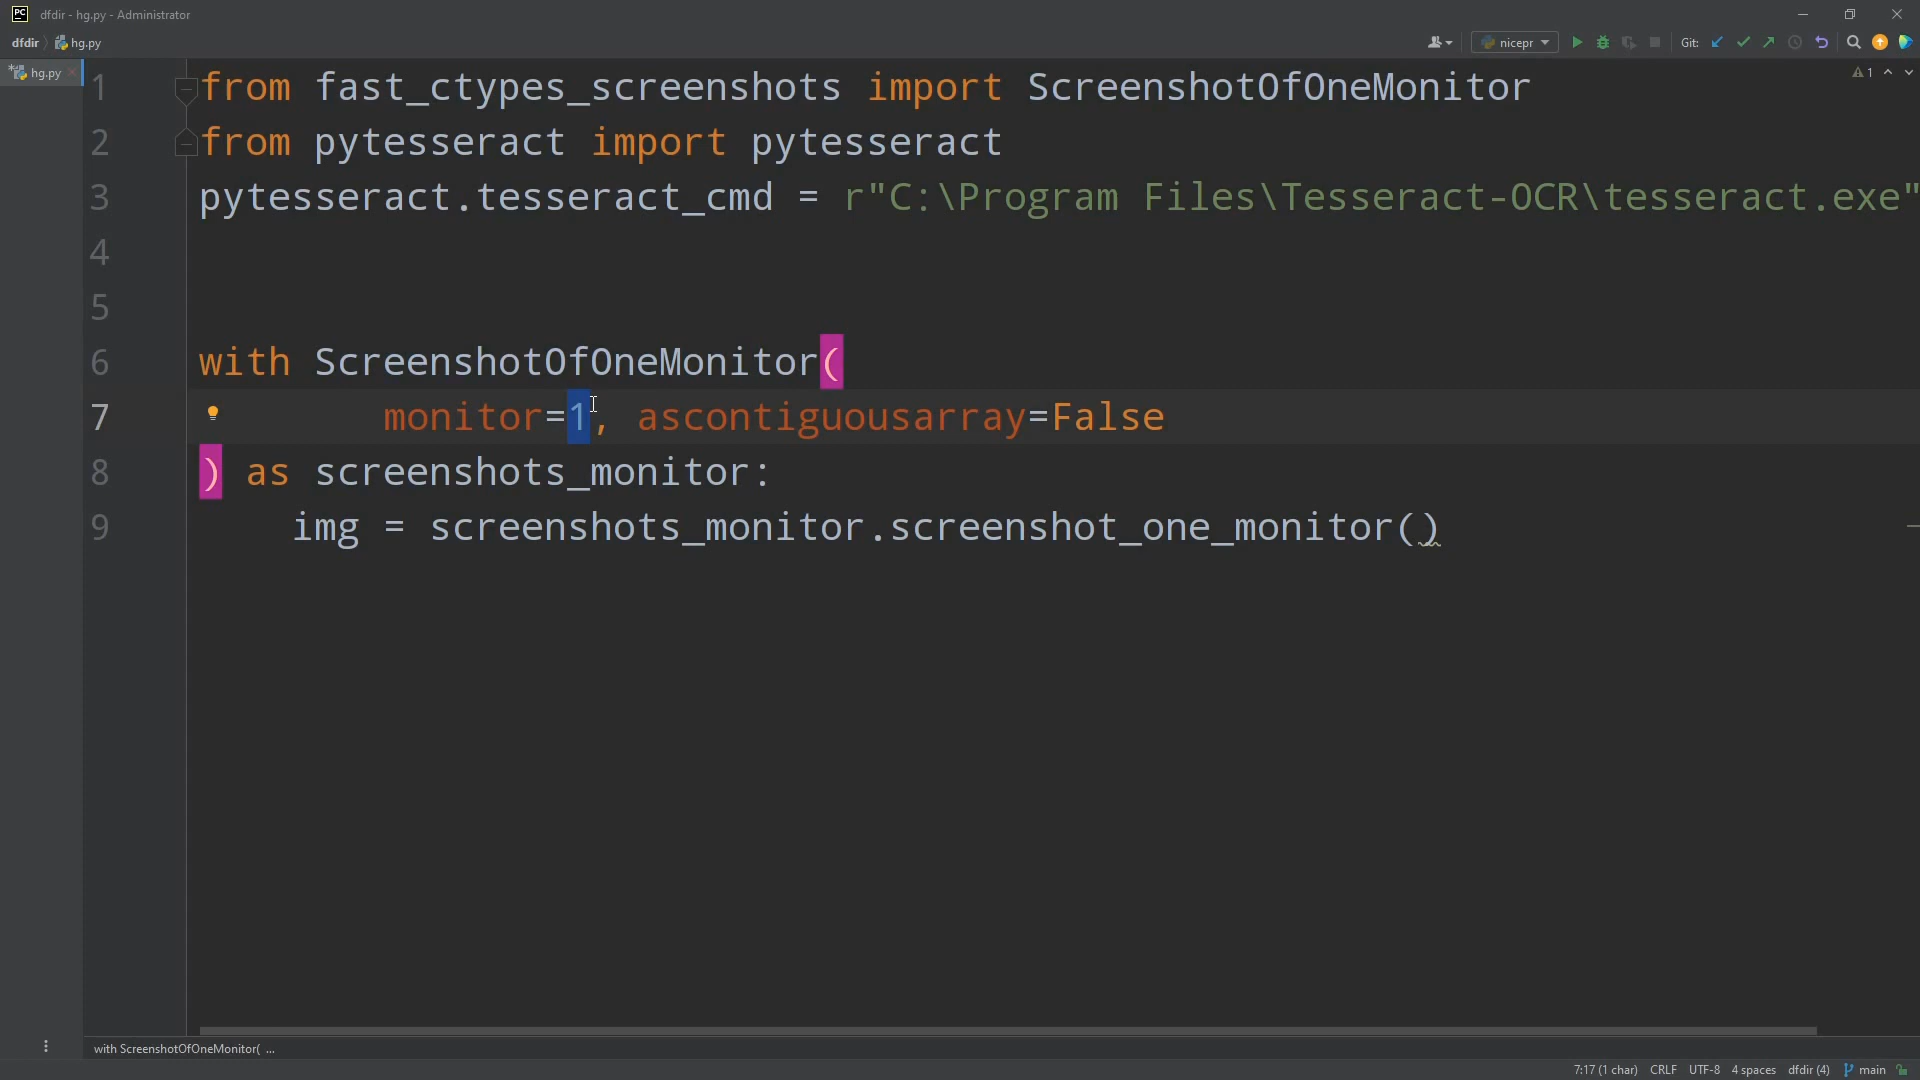 PC dfdir - hg.py - Administrator
dfdir hg.py nicepr Git:
*hg.py 1
1 from fast_ctypes_screenshots import ScreenshotOfOneMonitor
2 from pytesseract import pytesseract
3 pytesseract.tesseract_cmd = r"C:\Program Files\Tesseract-OCR\tesseract.exe"
4
5
6 with ScreenshotOfOneMonitor(
7 monitor=1, ascontiguousarray=False
8 ) as screenshots_monitor:
9 img = screenshots_monitor.screenshot_one_monitor()
with ScreenshotOfOneMonitor( ...
7:17 (1 char) CRLF UTF-8 4 spaces dfdir (4) main